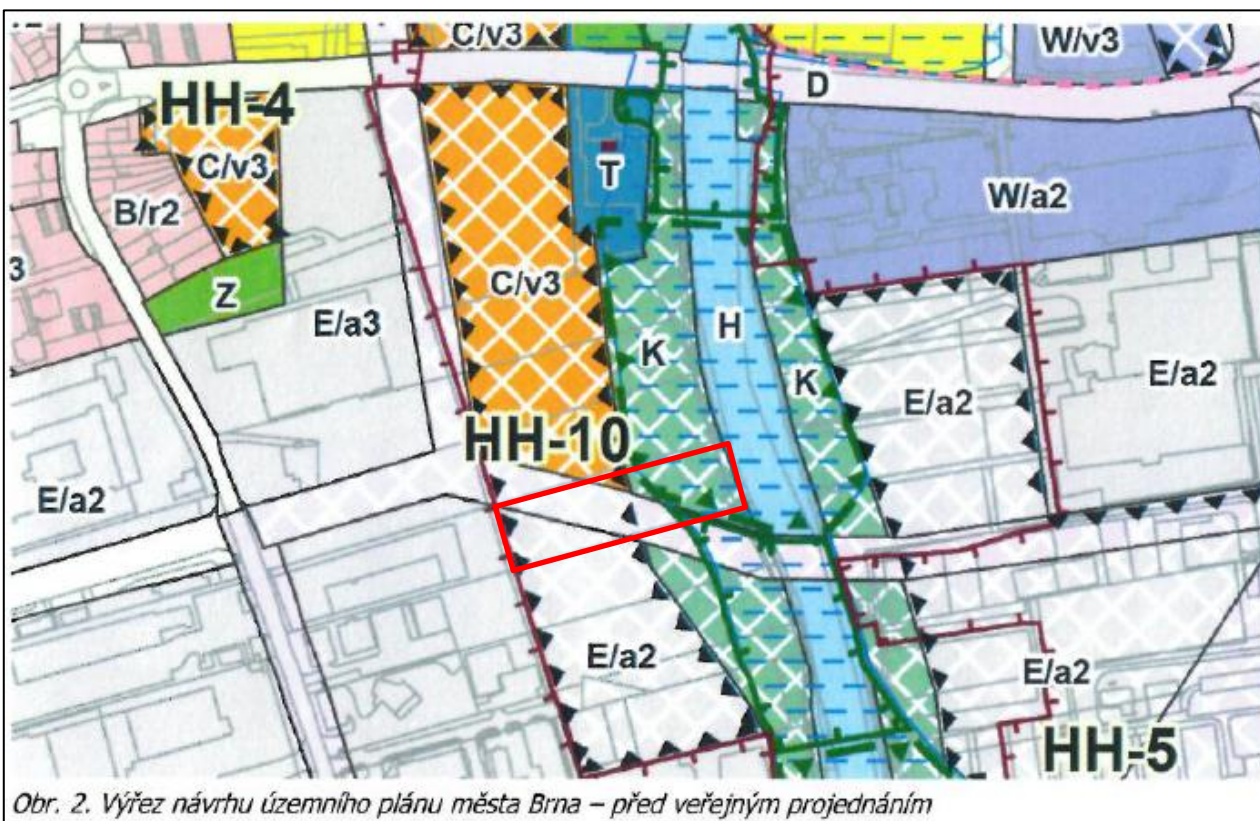 C/v3
W/v3
D
HH-4
C/v3
T
B/r2
W/a2
3
Z
C/v3
E/a3
H
K
K
E/a2
E/a2
HH-10
E/a2
E/a2
E/a2
HH-5
Obr. 2. Výřez návrhu územního plánu města Brna – před veřejným projednáním